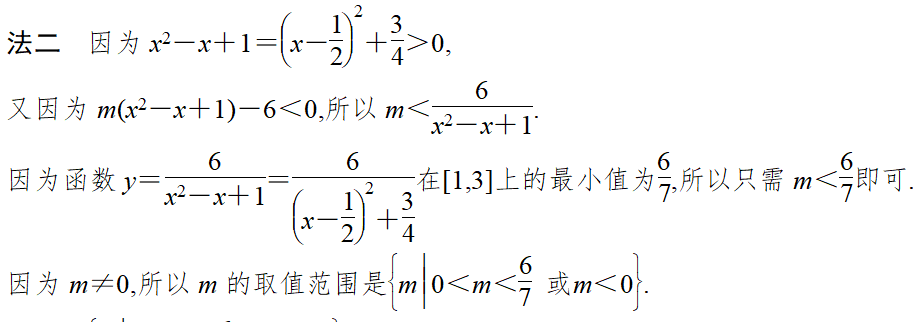 法二 因为 x²−x+1=(x−1/2)²+3/4>0,
又因为 m(x²−x+1)−6<0,所以 m<6/(x²−x+1).
因为函数 y=6/(x²−x+1)=6/((x−1/2)²+3/4)在[1,3]上的最小值为6/7,所以只需 m<6/7即可.
因为 m≠0,所以 m 的取值范围是{m|0<m<6/7 或m<0}.